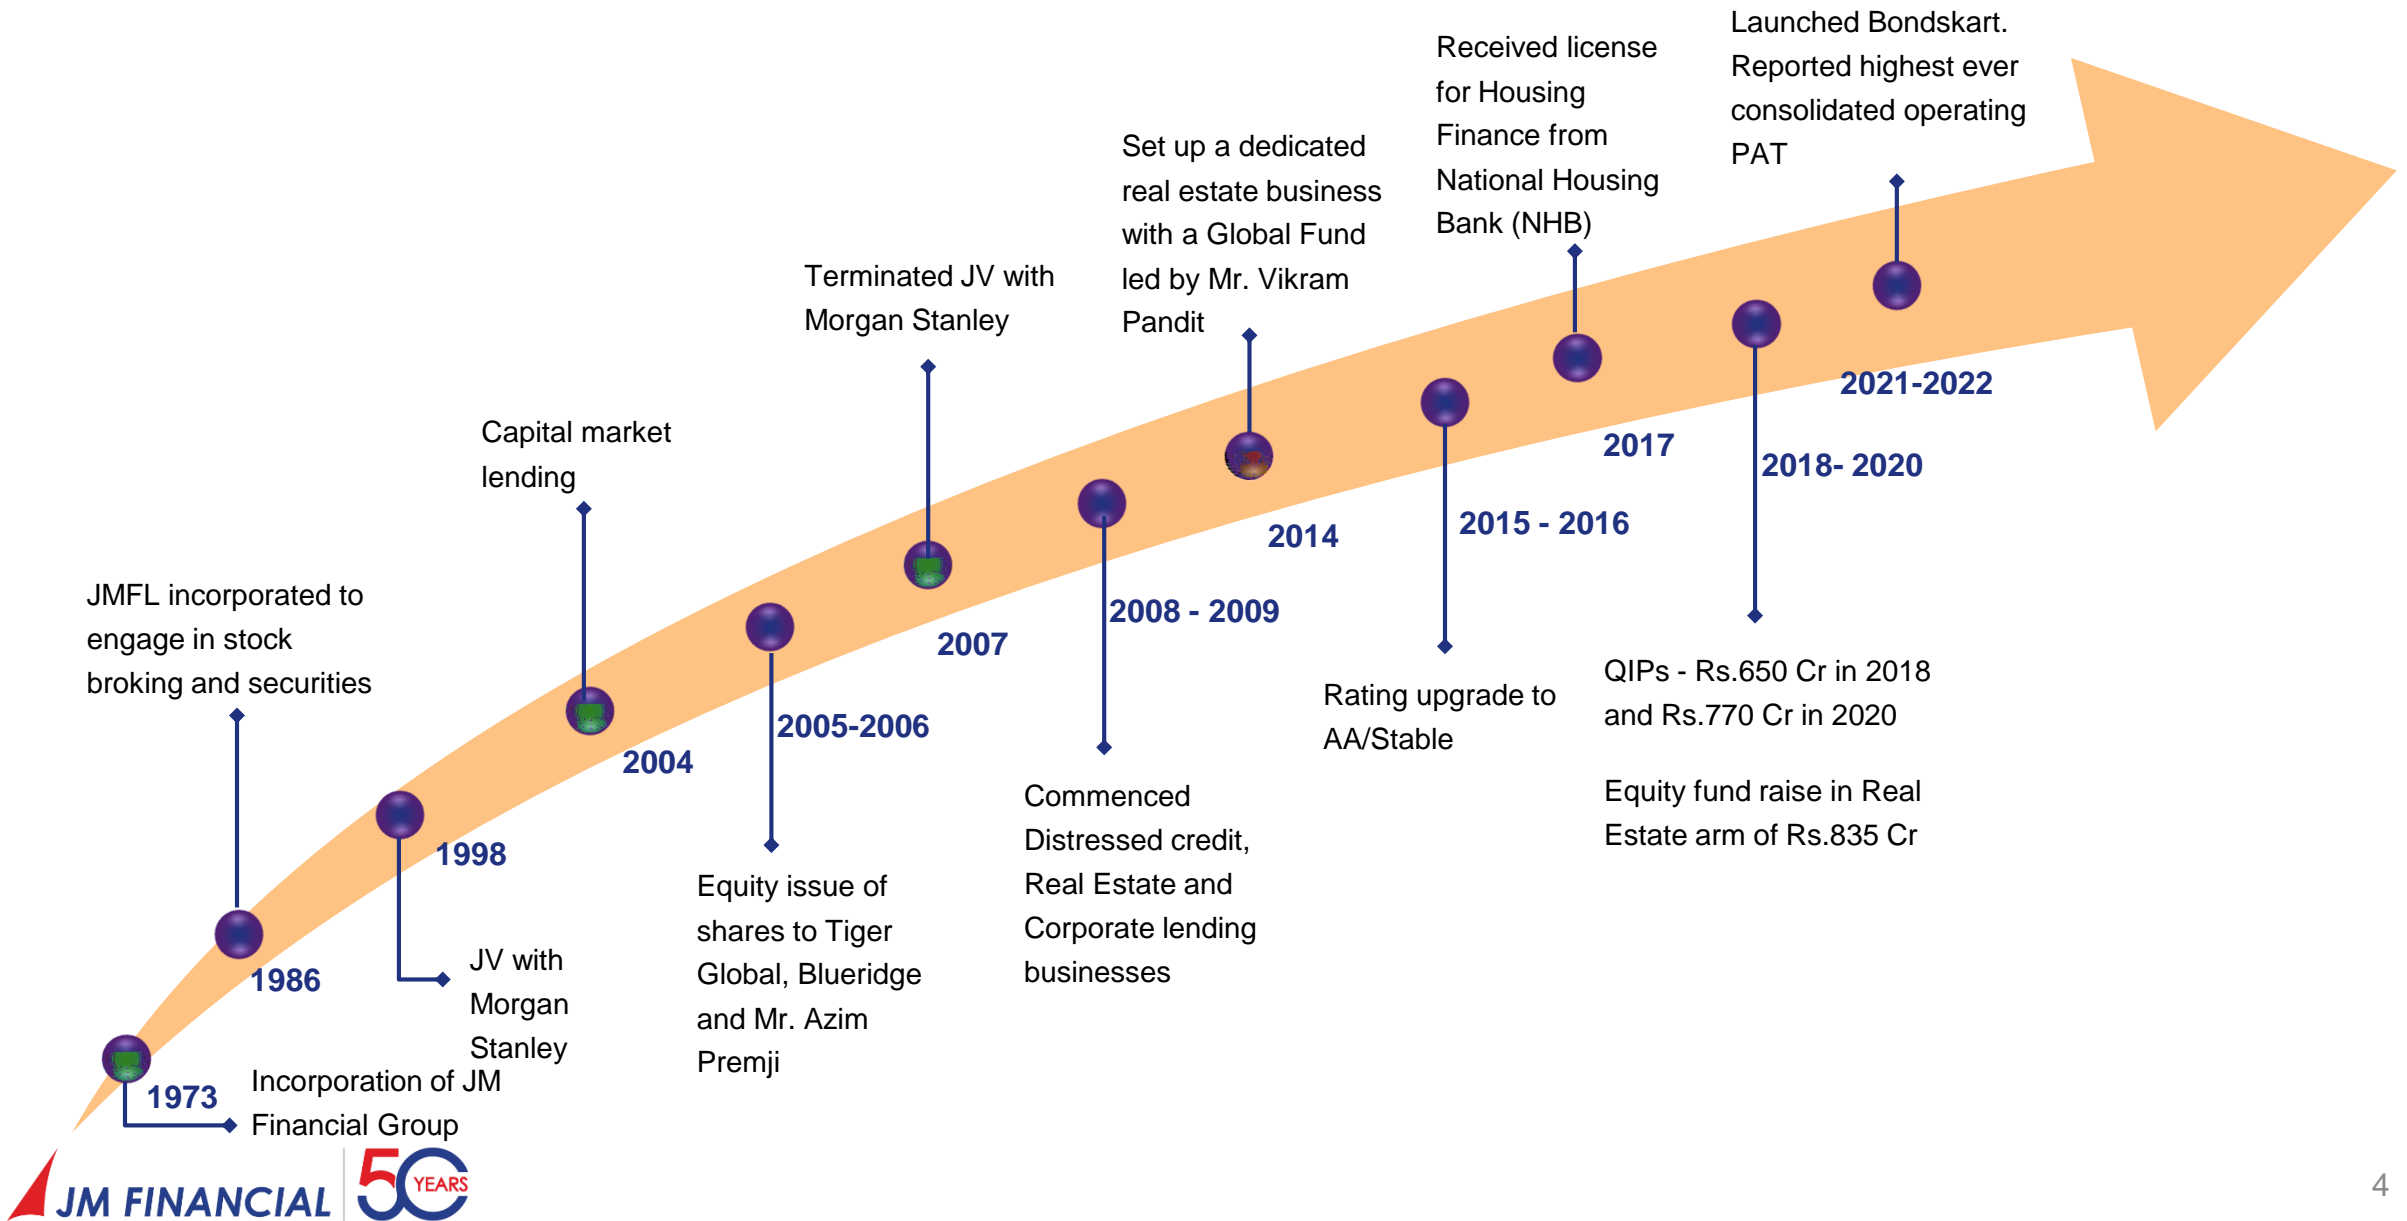 Launched Bondskart.
Reported highest ever
consolidated operating
PAT
Received license
for Housing
Finance from
National Housing
Bank (NHB)
Set up a dedicated
real estate business
with a Global Fund
led by Mr. Vikram
Pandit
Terminated JV with
Morgan Stanley
Capital market
lending
JMFL incorporated to
engage in stock
broking and securities
2021-2022
2017
2018- 2020
2015 - 2016
2014
2008 - 2009
2007
2005-2006
2004
1998
1986
1973
QIPs - Rs.650 Cr in 2018
and Rs.770 Cr in 2020
Equity fund raise in Real
Estate arm of Rs.835 Cr
Rating upgrade to
AA/Stable
Commenced
Distressed credit,
Real Estate and
Corporate lending
businesses
Equity issue of
shares to Tiger
Global, Blueridge
and Mr. Azim
Premji
JV with
Morgan
Stanley
Incorporation of JM
Financial Group
JM FINANCIAL
50
YEARS
4